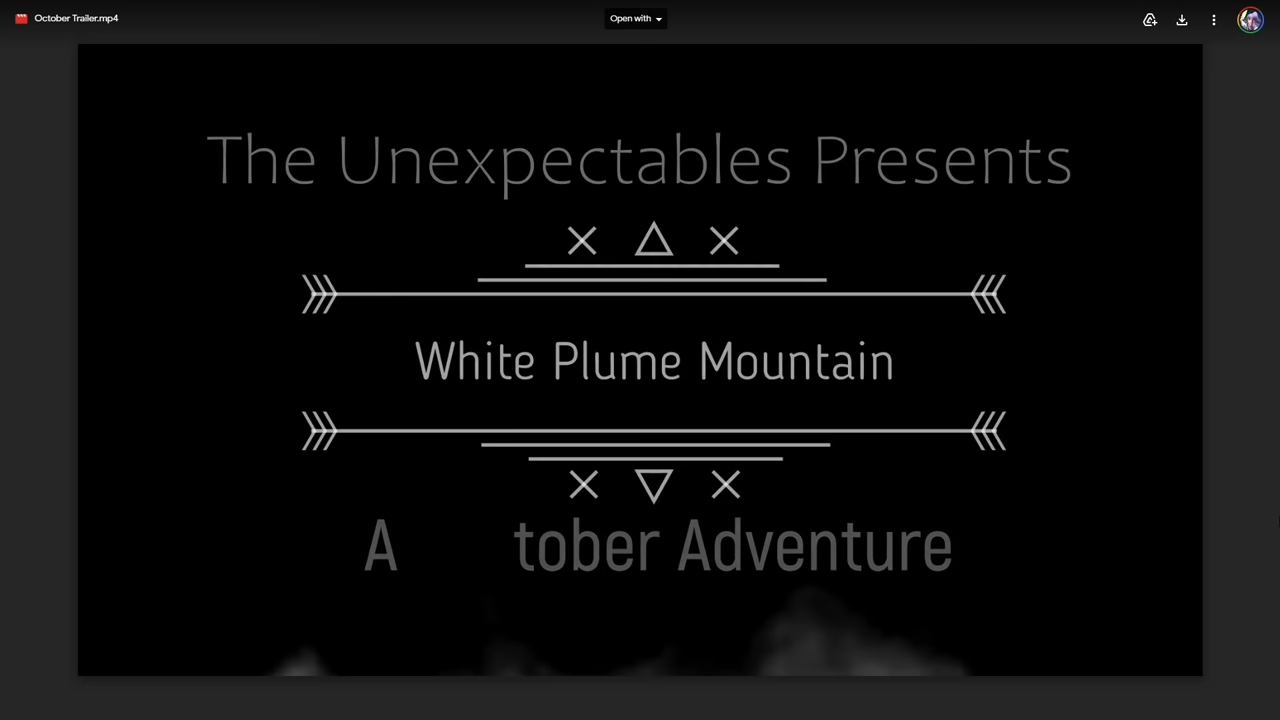 October Trailer.mp4
Open with
The Unexpectables Presents
White Plume Mountain
A tober Adventure